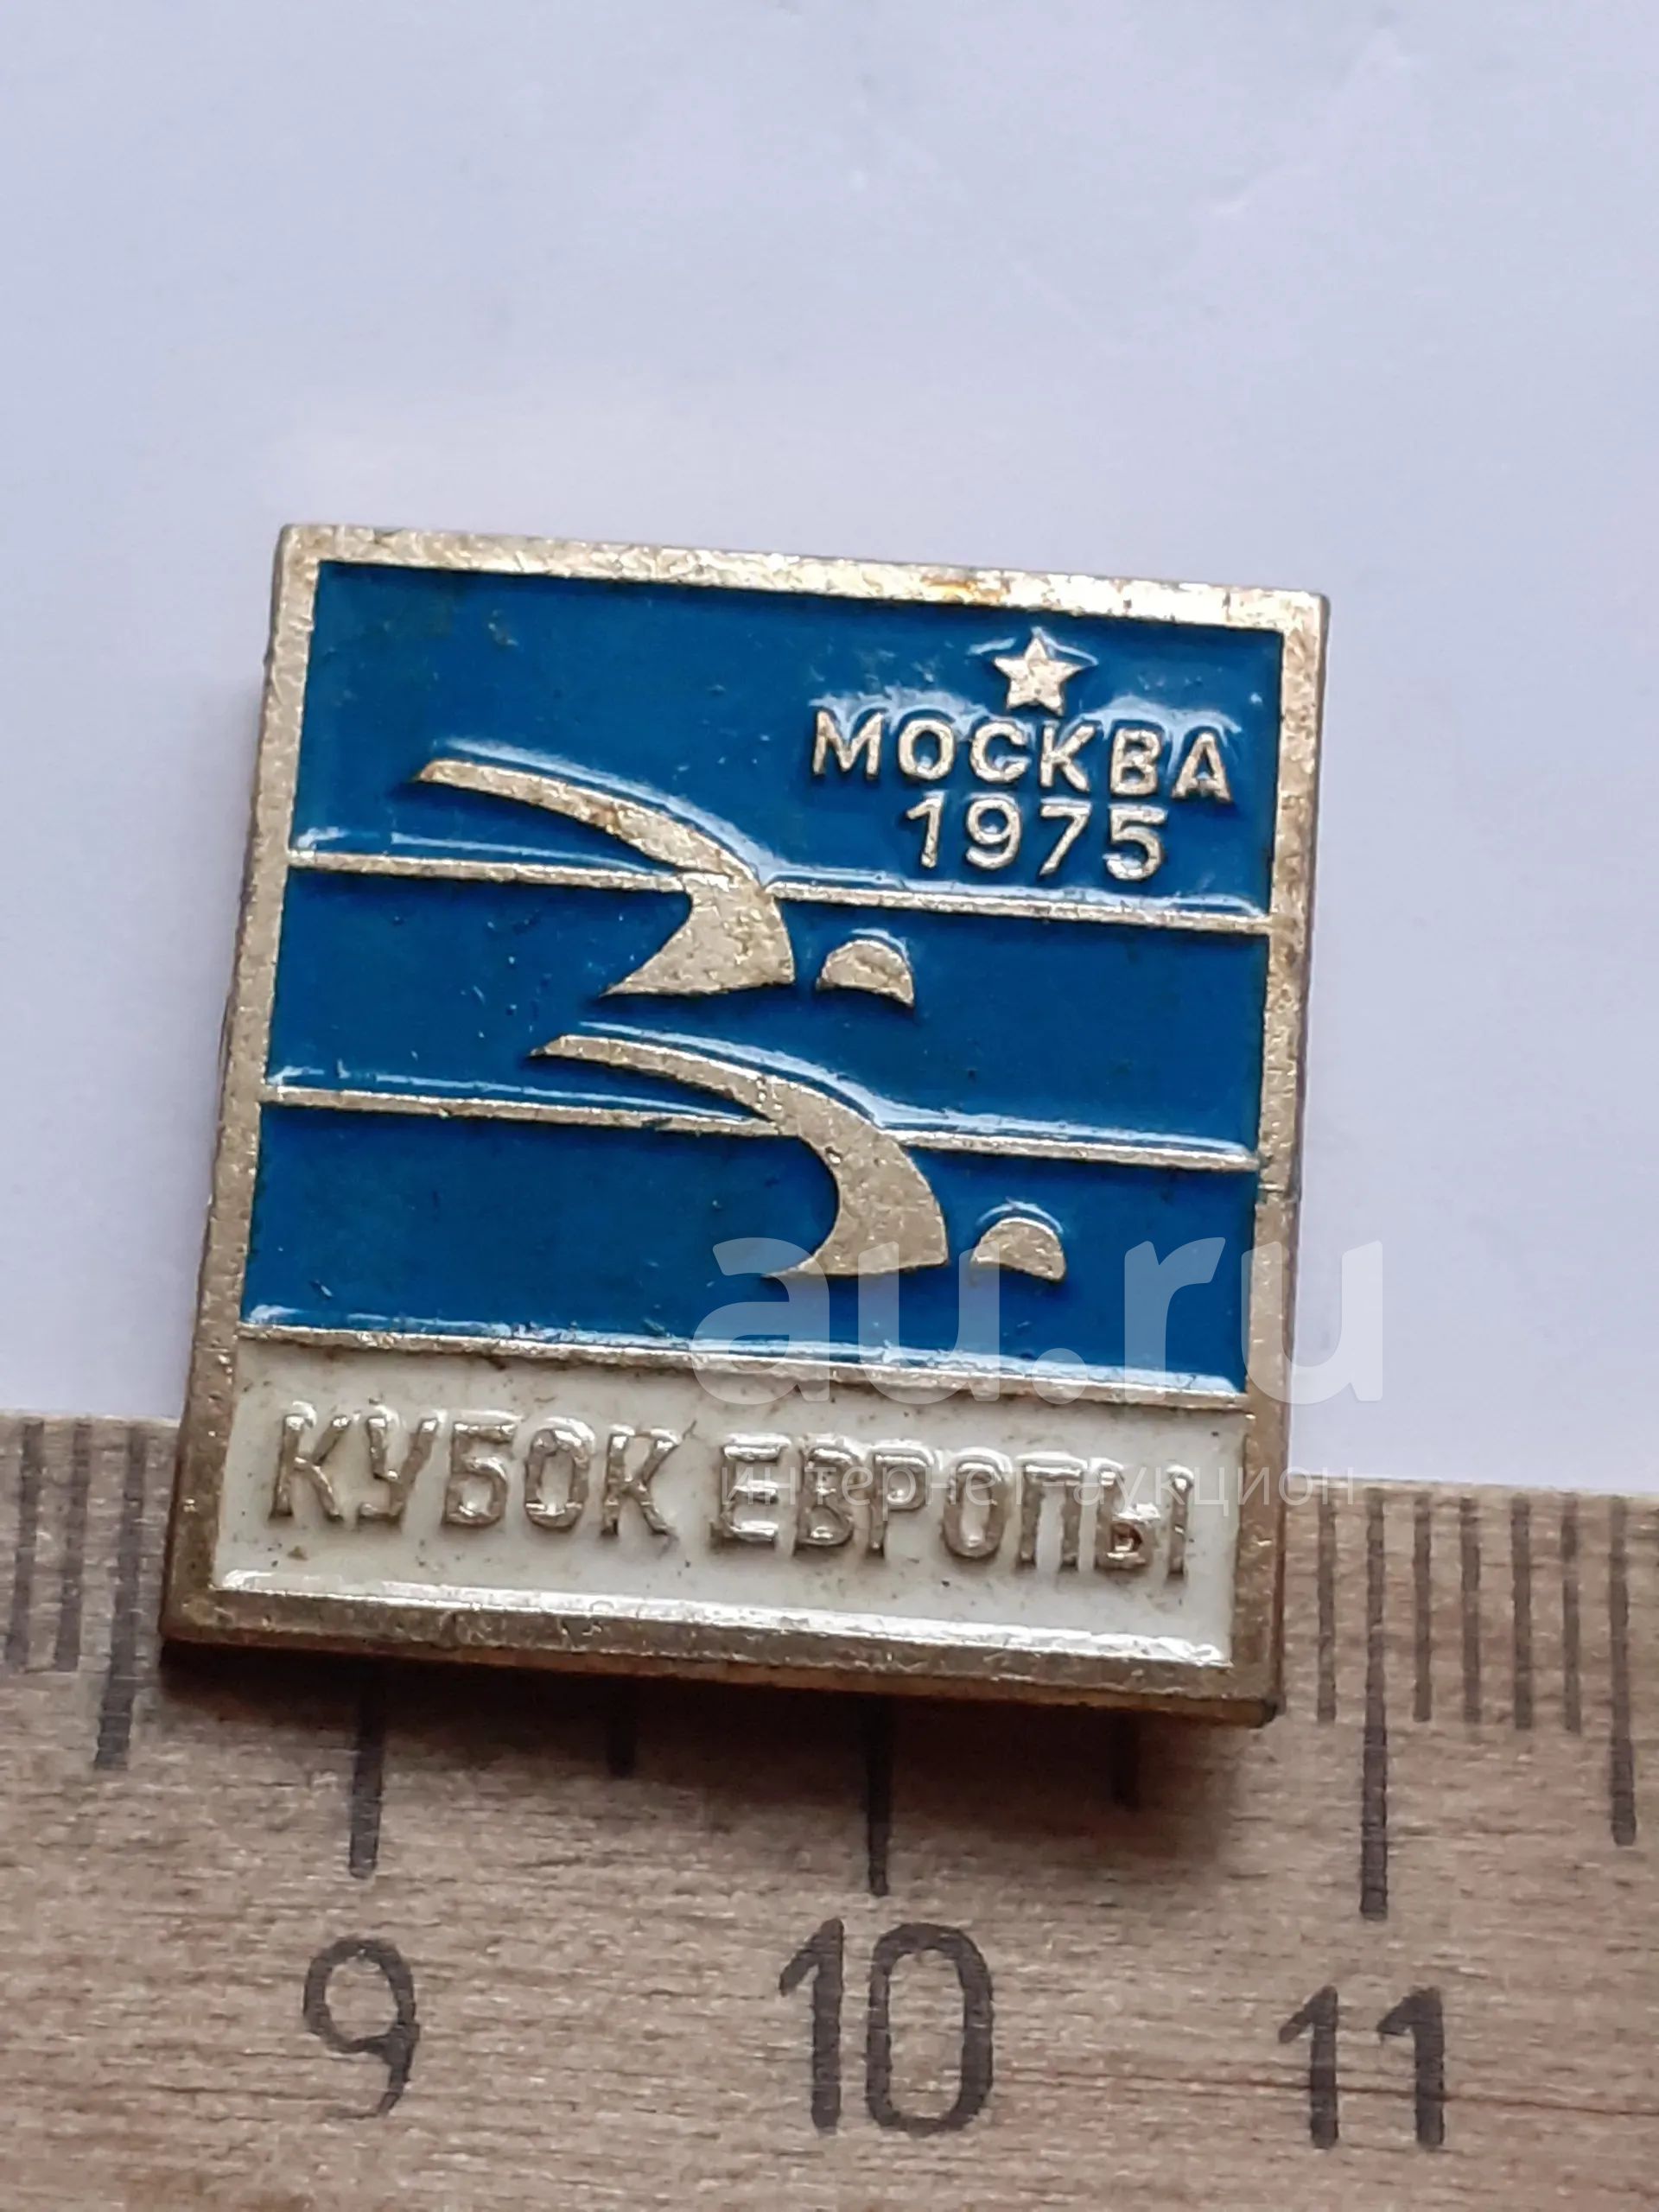 МОСКВА
1975
au.ru
КУБОК ЕВРОПЫ
интернет-аукцион
9 10 11